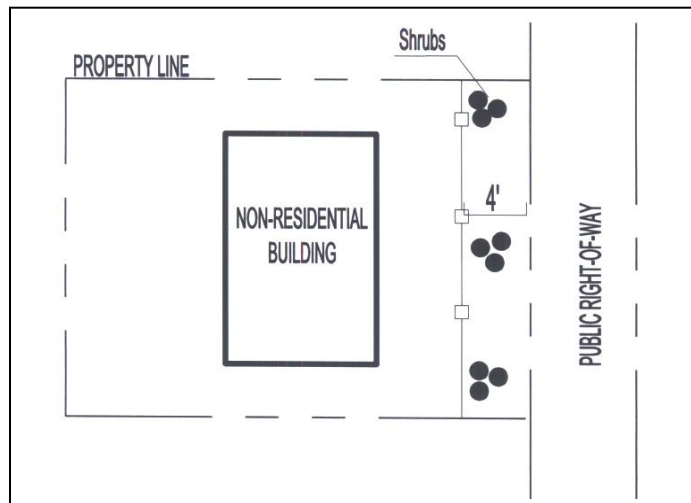 Shrubs
PROPERTY LINE
4'
NON-RESIDENTIAL
BUILDING
PUBLIC RIGHT-OF-WAY